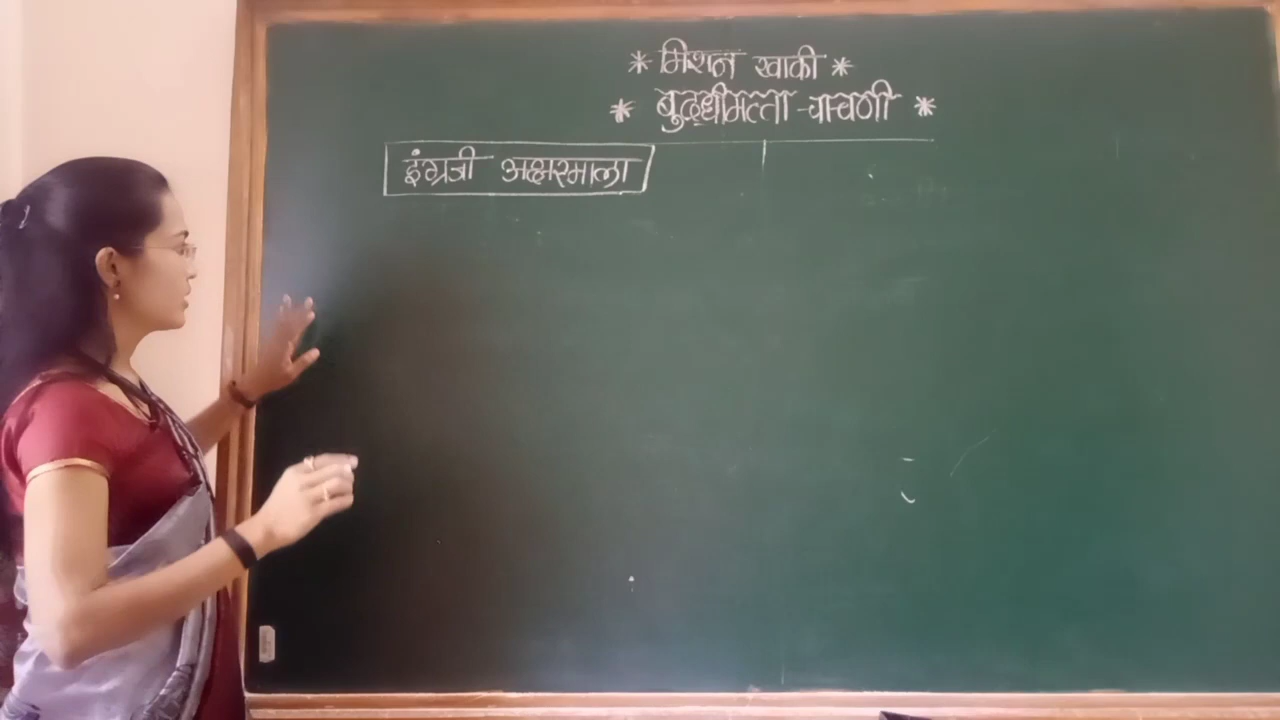 * मिशन खाकी *
* बुद्धीमत्ता-चाचणी *
इंग्रजी अक्षरमाला